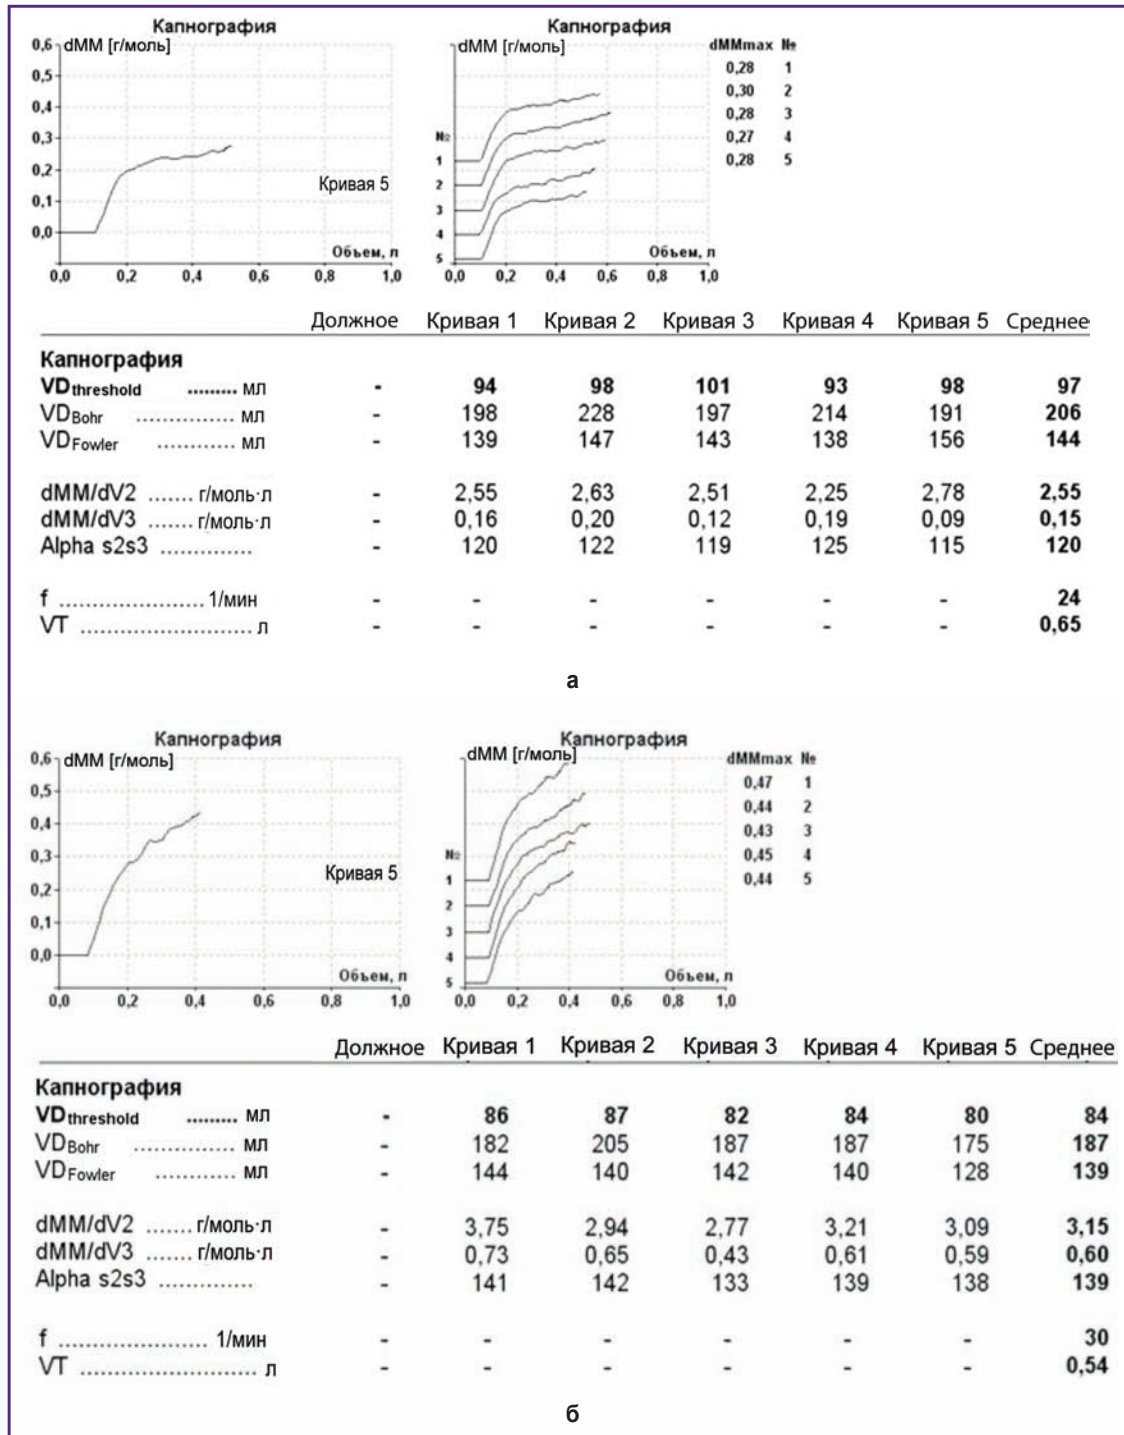 Капнография
dMM [г/моль]
0,6
0,5
0,4
0,3
0,2
0,1
0,0
Кривая 5
Объем, л
0,0 0,2 0,4 0,6 0,8 1,0
Капнография
dMM [г/моль]
№
1
2
3
4
5
Объем, л
0,0 0,2 0,4 0,6 0,8 1,0
dMMmax №
0,28 1
0,30 2
0,28 3
0,27 4
0,28 5
Должное Кривая 1 Кривая 2 Кривая 3 Кривая 4 Кривая 5 Среднее
Капнография
VDthreshold ......... мл - 94 98 101 93 98 97
VDBohr ............... мл - 198 228 197 214 191 206
VDFowler ............ мл - 139 147 143 138 156 144
dMM/dV2 ....... г/моль·л - 2,55 2,63 2,51 2,25 2,78 2,55
dMM/dV3 ....... г/моль·л - 0,16 0,20 0,12 0,19 0,09 0,15
Alpha s2s3 .............. - 120 122 119 125 115 120
f ...................... 1/мин - - - - - - 24
VT .......................... л - - - - - - 0,65
а
Капнография
dMM [г/моль]
0,6
0,5
0,4
0,3
0,2
0,1
0,0
Кривая 5
Объем, л
0,0 0,2 0,4 0,6 0,8 1,0
Капнография
dMM [г/моль]
№
1
2
3
4
5
Объем, л
0,0 0,2 0,4 0,6 0,8 1,0
dMMmax №
0,47 1
0,44 2
0,43 3
0,45 4
0,44 5
Должное Кривая 1 Кривая 2 Кривая 3 Кривая 4 Кривая 5 Среднее
Капнография
VDthreshold ......... мл - 86 87 82 84 80 84
VDBohr ............... мл - 182 205 187 187 175 187
VDFowler ............ мл - 144 140 142 140 128 139
dMM/dV2 ....... г/моль·л - 3,75 2,94 2,77 3,21 3,09 3,15
dMM/dV3 ....... г/моль·л - 0,73 0,65 0,43 0,61 0,59 0,60
Alpha s2s3 .............. - 141 142 133 139 138 139
f ...................... 1/мин - - - - - - 30
VT ........................... л - - - - - - 0,54
б